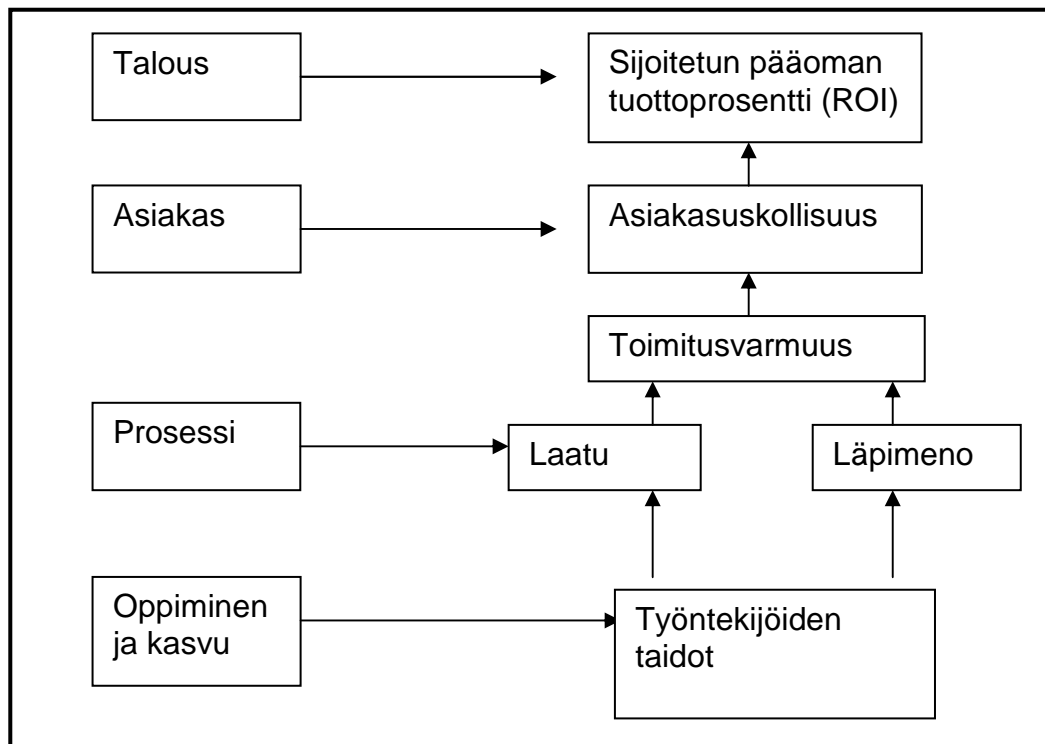 Talous
Sijoitetun pääoman
tuottoprosentti (ROI)
Asiakas
Asiakasuskollisuus
Toimitusvarmuus
Prosessi
Laatu
Läpimeno
Oppiminen
ja kasvu
Työntekijöiden
taidot